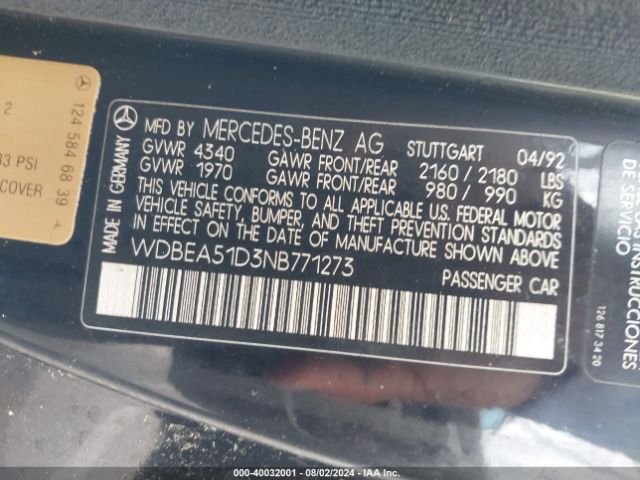 2
33 PSI
COVER
124 584 68 39
MADE IN GERMANY
MFD BY MERCEDES-BENZ AG STUTTGART 04/92
GVWR 4340 GAWR FRONT/REAR 2160 / 2180 LBS
GVWR 1970 GAWR FRONT/REAR 980 / 990 KG
THIS VEHICLE CONFORMS TO ALL APPLICABLE U.S. FEDERAL MOTOR
VEHICLE SAFETY, BUMPER, AND THEFT PREVENTION STANDARDS
IN EFFECT ON THE DATE OF MANUFACTURE SHOWN ABOVE
WDBEA51D3NB771273
PASSENGER CAR
INSTRUCCIONES
DE SERVICIO
126 817 34 20
000-40032001 - 08/02/2024 - IAA Inc.